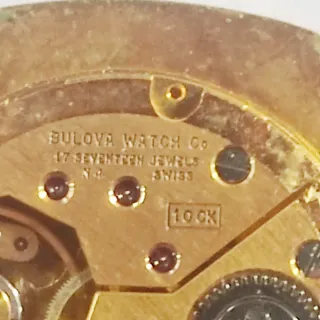 BULOVA WATCH Co
17 SEVENTEEN JEWELS
N.A. SWISS
10CK